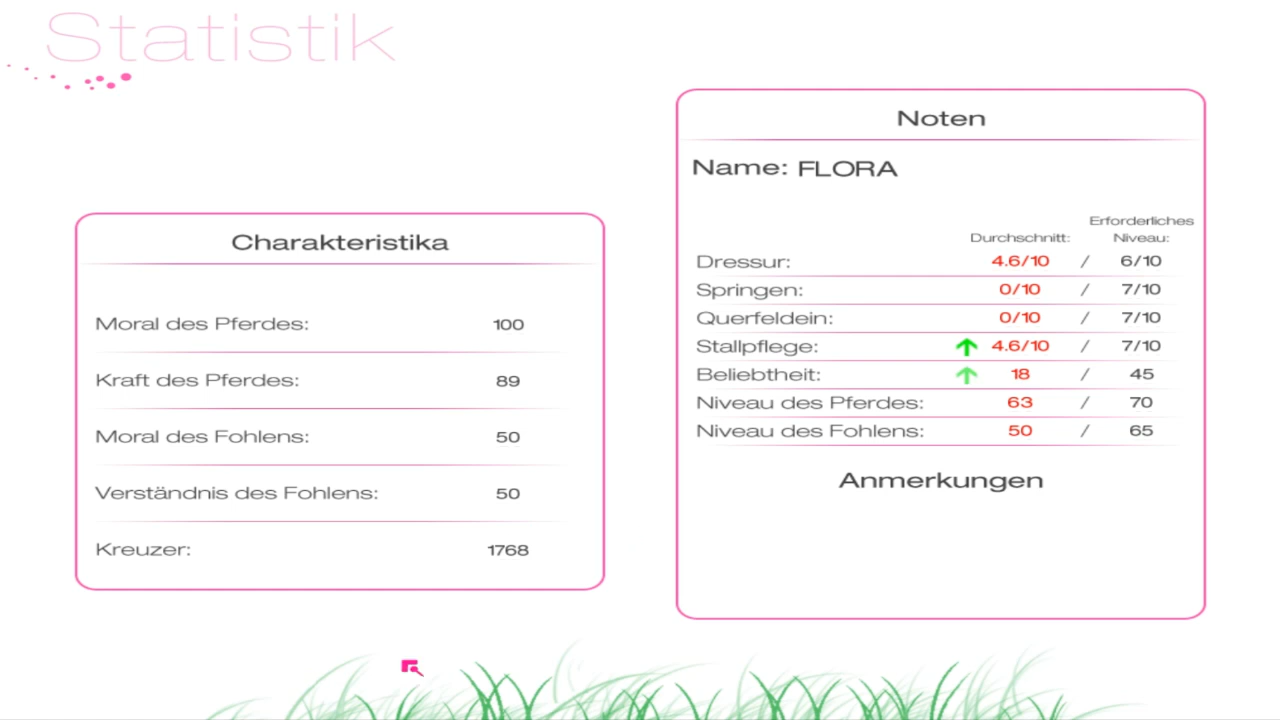 Statistik
Charakteristika
Moral des Pferdes: 100
Kraft des Pferdes: 89
Moral des Fohlens: 50
Verständnis des Fohlens: 50
Kreuzer: 1768
Noten
Name: FLORA
Durchschnitt: Erforderliches Niveau:
Dressur: 4.6/10 / 6/10
Springen: 0/10 / 7/10
Querfeldein: 0/10 / 7/10
Stallpflege: 4.6/10 / 7/10
Beliebtheit: 18 / 45
Niveau des Pferdes: 63 / 70
Niveau des Fohlens: 50 / 65
Anmerkungen